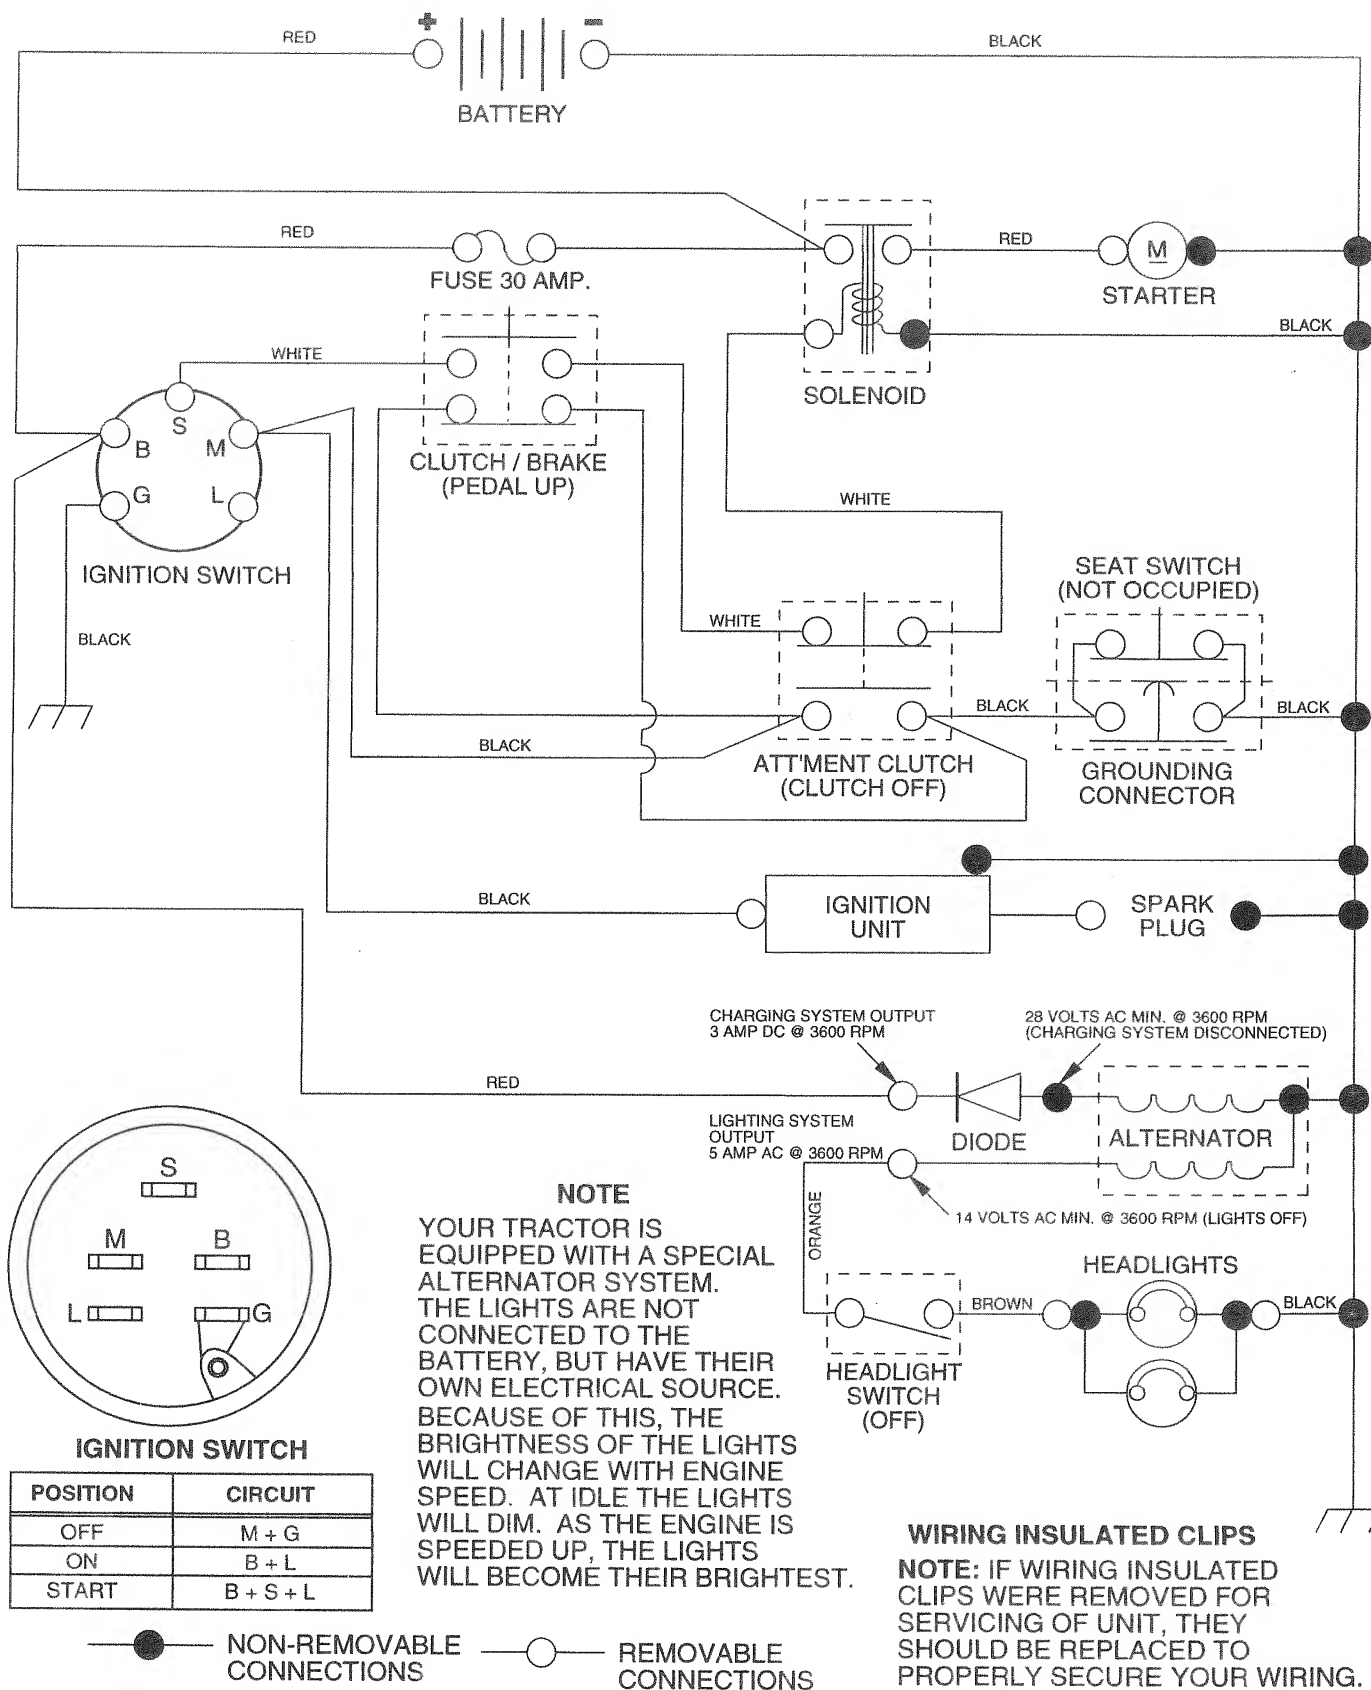 +
-
RED
BLACK
BATTERY
RED
RED
M
FUSE 30 AMP.
STARTER
BLACK
WHITE
SOLENOID
S
B
M
G
L
CLUTCH / BRAKE
(PEDAL UP)
WHITE
IGNITION SWITCH
SEAT SWITCH
(NOT OCCUPIED)
BLACK
WHITE
BLACK
BLACK
BLACK
ATT'MENT CLUTCH
(CLUTCH OFF)
GROUNDING
CONNECTOR
BLACK
IGNITION
UNIT
SPARK
PLUG
CHARGING SYSTEM OUTPUT
3 AMP DC @ 3600 RPM
28 VOLTS AC MIN. @ 3600 RPM
(CHARGING SYSTEM DISCONNECTED)
RED
LIGHTING SYSTEM
OUTPUT
5 AMP AC @ 3600 RPM
DIODE
ALTERNATOR
ORANGE
14 VOLTS AC MIN. @ 3600 RPM (LIGHTS OFF)
HEADLIGHTS
BROWN
BLACK
HEADLIGHT
SWITCH
(OFF)
S
M
B
L
G
IGNITION SWITCH
POSITION CIRCUIT
OFF M + G
ON B + L
START B + S + L
NOTE
YOUR TRACTOR IS
EQUIPPED WITH A SPECIAL
ALTERNATOR SYSTEM.
THE LIGHTS ARE NOT
CONNECTED TO THE
BATTERY, BUT HAVE THEIR
OWN ELECTRICAL SOURCE.
BECAUSE OF THIS, THE
BRIGHTNESS OF THE LIGHTS
WILL CHANGE WITH ENGINE
SPEED. AT IDLE THE LIGHTS
WILL DIM. AS THE ENGINE IS
SPEEDED UP, THE LIGHTS
WILL BECOME THEIR BRIGHTEST.
WIRING INSULATED CLIPS
NOTE: IF WIRING INSULATED
CLIPS WERE REMOVED FOR
SERVICING OF UNIT, THEY
SHOULD BE REPLACED TO
PROPERLY SECURE YOUR WIRING.
NON-REMOVABLE
CONNECTIONS
REMOVABLE
CONNECTIONS